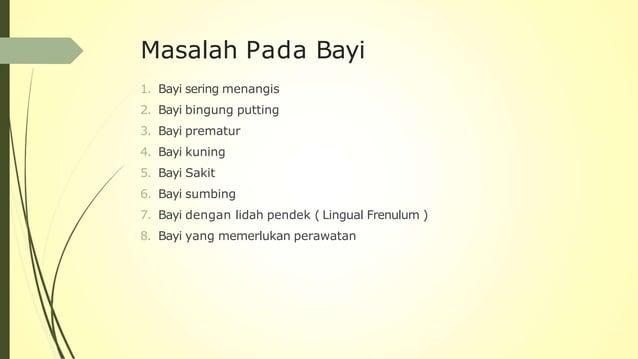 Masalah Pada Bayi
1. Bayi sering menangis
2. Bayi bingung putting
3. Bayi prematur
4. Bayi kuning
5. Bayi Sakit
6. Bayi sumbing
7. Bayi dengan lidah pendek ( Lingual Frenulum )
8. Bayi yang memerlukan perawatan